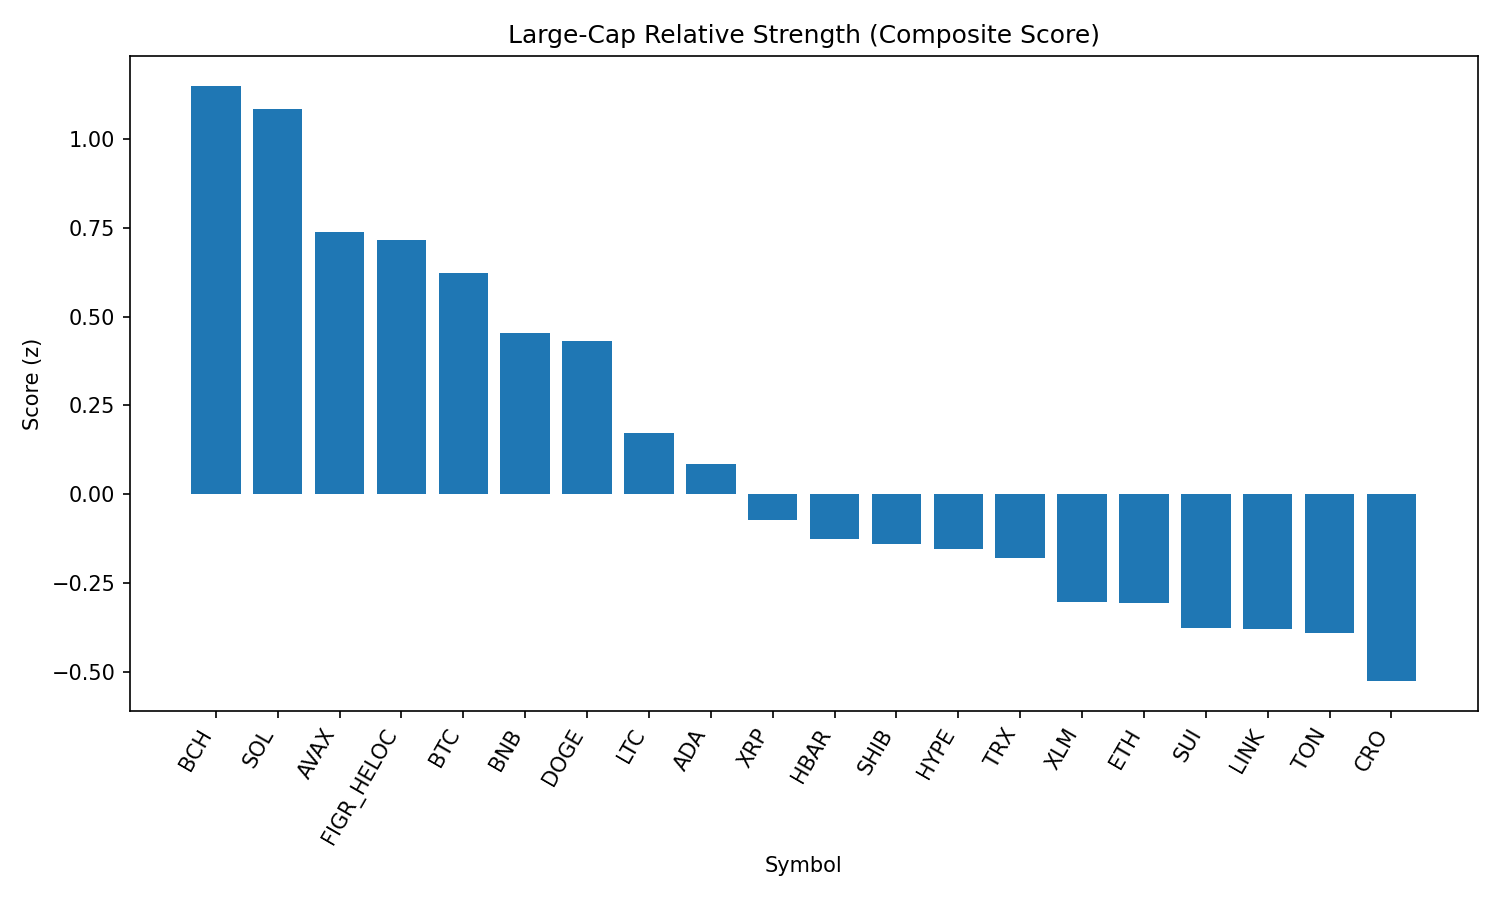 Large-Cap Relative Strength (Composite Score)
Score (z)
1.00
0.75
0.50
0.25
0.00
−0.25
−0.50
BCH
SOL
AVAX
FIGR_HELOC
BTC
BNB
DOGE
LTC
ADA
XRP
HBAR
SHIB
HYPE
TRX
XLM
ETH
SUI
LINK
TON
CRO
Symbol